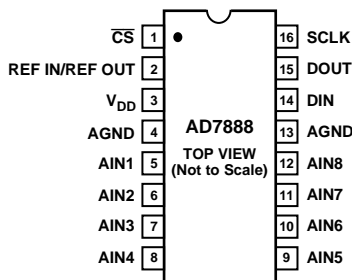 C̅S̅ 1 16 SCLK
REF IN/REF OUT 2 15 DOUT
VDD 3 14 DIN
AGND 4 AD7888 13 AGND
TOP VIEW
AIN1 5 (Not to Scale) 12 AIN8
AIN2 6 11 AIN7
AIN3 7 10 AIN6
AIN4 8 9 AIN5